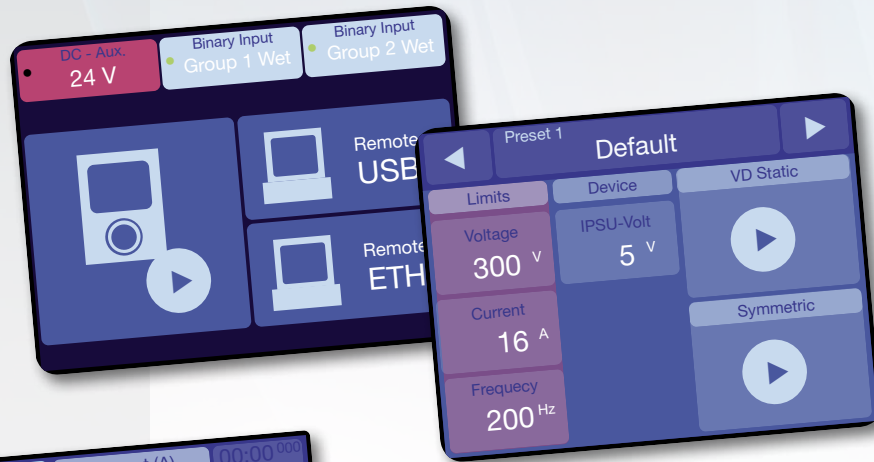 DC - Aux.
24 V
Binary Input
Group 1 Wet
Binary Input
Group 2 Wet
Remote
USB
Remote
ETH
Preset 1
Default
Limits
Voltage
300 V
Current
16 A
Frequecy
200 Hz
Device
IPSU-Volt
5 V
VD Static
Symmetric
(A)
00:00 000